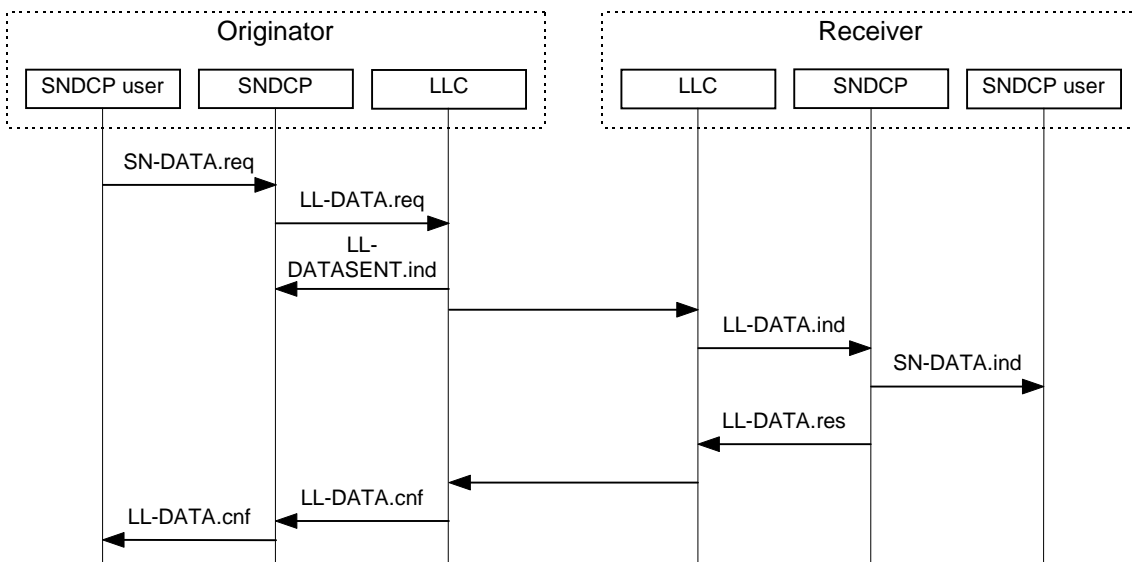 Originator
Receiver
SNDCP user
SNDCP
LLC
LLC
SNDCP
SNDCP user
SN-DATA.req
LL-DATA.req
LL-
DATASENT.ind
LL-DATA.ind
SN-DATA.ind
LL-DATA.res
LL-DATA.cnf
LL-DATA.cnf